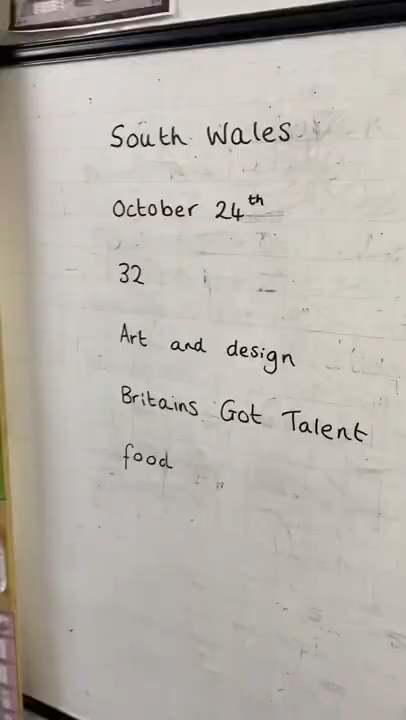 South Wales
October 24th
32
Art and design
Britains Got Talent
food